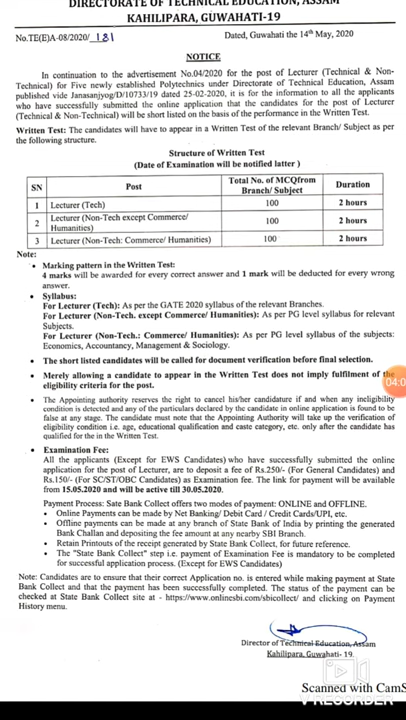 DIRECTORATE OF TECHNICAL EDUCATION, ASSAM
KAHILIPARA, GUWAHATI-19
No.TE(E)A-08/2020/ 181
Dated, Guwahati the 14th May, 2020
NOTICE
In continuation to the advertisement No.04/2020 for the post of Lecturer (Technical & Non-
Technical) for Five newly established Polytechnics under Directorate of Technical Education, Assam
published vide Janasanjyog/D/10733/19 dated 25-02-2020, it is for the information to all the applicants
who have successfully submitted the online application that the candidates for the post of Lecturer
(Technical & Non-Technical) will be short listed on the basis of the performance in the Written Test.
Written Test: The candidates will have to appear in a Written Test of the relevant Branch/ Subject as per
the following structure.
Structure of Written Test
(Date of Examination will be notified latter )
SN Post Total No. of MCQfrom Branch/ Subject Duration
1 Lecturer (Tech) 100 2 hours
2 Lecturer (Non-Tech except Commerce/ Humanities) 100 2 hours
3 Lecturer (Non-Tech: Commerce/ Humanities) 100 2 hours
Note:
• Marking pattern in the Written Test:
4 marks will be awarded for every correct answer and 1 mark will be deducted for every wrong
answer.
• Syllabus:
For Lecturer (Tech): As per the GATE 2020 syllabus of the relevant Branches.
For Lecturer (Non-Tech. except Commerce/ Humanities): As per PG level syllabus for relevant
Subjects.
For Lecturer (Non-Tech.: Commerce/ Humanities): As per PG level syllabus of the subjects:
Economics, Accountancy, Management & Sociology.
• The short listed candidates will be called for document verification before final selection.
• Merely allowing a candidate to appear in the Written Test does not imply fulfilment of the
eligibility criteria for the post.
04:0
• The Appointing authority reserves the right to cancel his/her candidature if and when any ineligibility
condition is detected and any of the particulars declared by the candidate in online application is found to be
false at any stage. The candidate must note that the Appointing Authority will take up the verification of
eligibility condition i.e. age, educational qualification and caste category, etc. only after the candidate has
qualified for the in the Written Test.
• Examination Fee:
All the applicants (Except for EWS Candidates) who have successfully submitted the online
application for the post of Lecturer, are to deposit a fee of Rs.250/- (For General Candidates) and
Rs.150/- (For SC/ST/OBC Candidates) as Examination fee. The link for payment will be available
from 15.05.2020 and will be active till 30.05.2020.
Payment Process: Sate Bank Collect offers two modes of payment: ONLINE and OFFLINE.
• Online Payments can be made by Net Banking/ Debit Card / Credit Cards/UPI, etc.
• Offline payments can be made at any branch of State Bank of India by printing the generated
Bank Challan and depositing the fee amount at any nearby SBI Branch.
• Retain Printouts of the receipt generated by State Bank Collect, for future reference.
• The "State Bank Collect" step i.e. payment of Examination Fee is mandatory to be completed
for successful application process. (Except for EWS Candidates)
Note: Candidates are to ensure that their correct Application no. is entered while making payment at State
Bank Collect and that the payment has been successfully completed. The status of the payment can be
checked at State Bank Collect site at - https://www.onlinesbi.com/sbicollect/ and clicking on Payment
History menu.
Director of Technical Education, Assam
Kahilipara, Guwahati- 19.
Scanned with CamS
V RECORDER